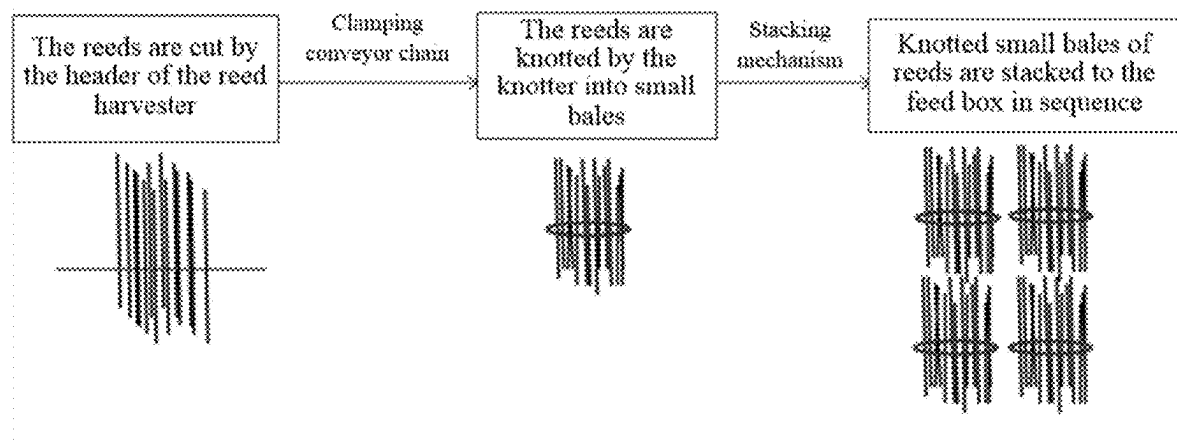 The reeds are cut by
the header of the reed
harvester
Clamping
conveyor chain
The reeds are
knotted by the
knotter into small
bales
Stacking
mechanism
Knotted small bales of
reeds are stacked to the
feed box in sequence